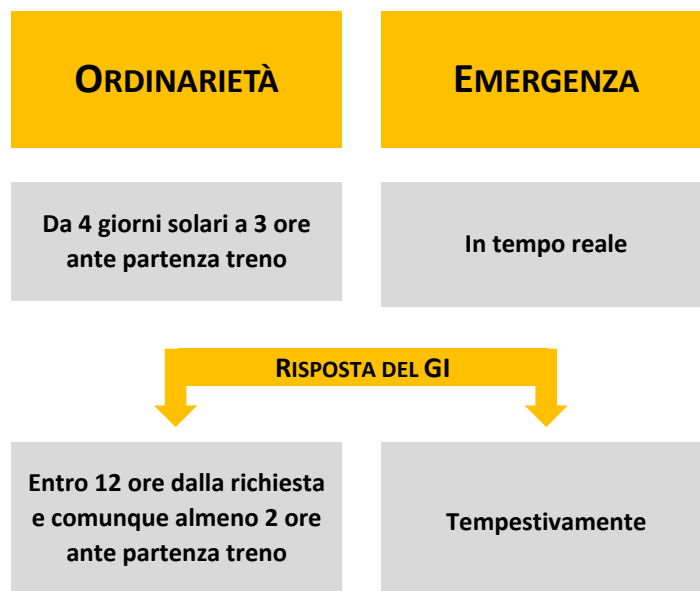 ORDINARIETÀ
EMERGENZA
Da 4 giorni solari a 3 ore
ante partenza treno
In tempo reale
RISPOSTA DEL GI
Entro 12 ore dalla richiesta
e comunque almeno 2 ore
ante partenza treno
Tempestivamente